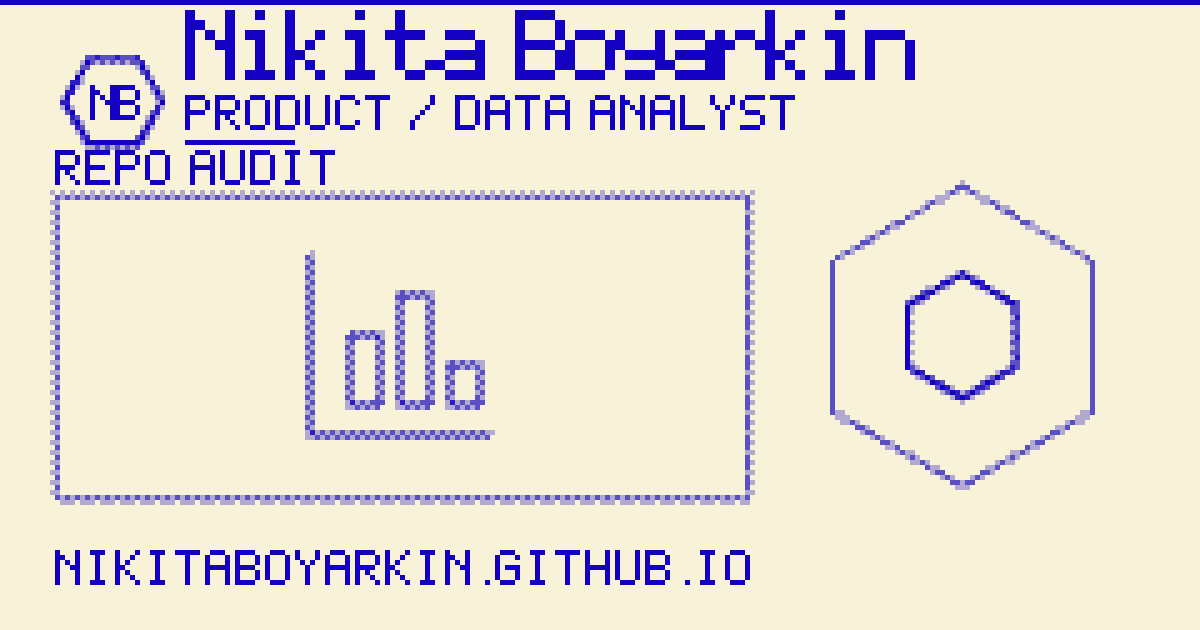 Nikita Boyarkin
NB
PRODUCT / DATA ANALYST
REPO AUDIT
NIKITABOYARKIN.GITHUB.IO